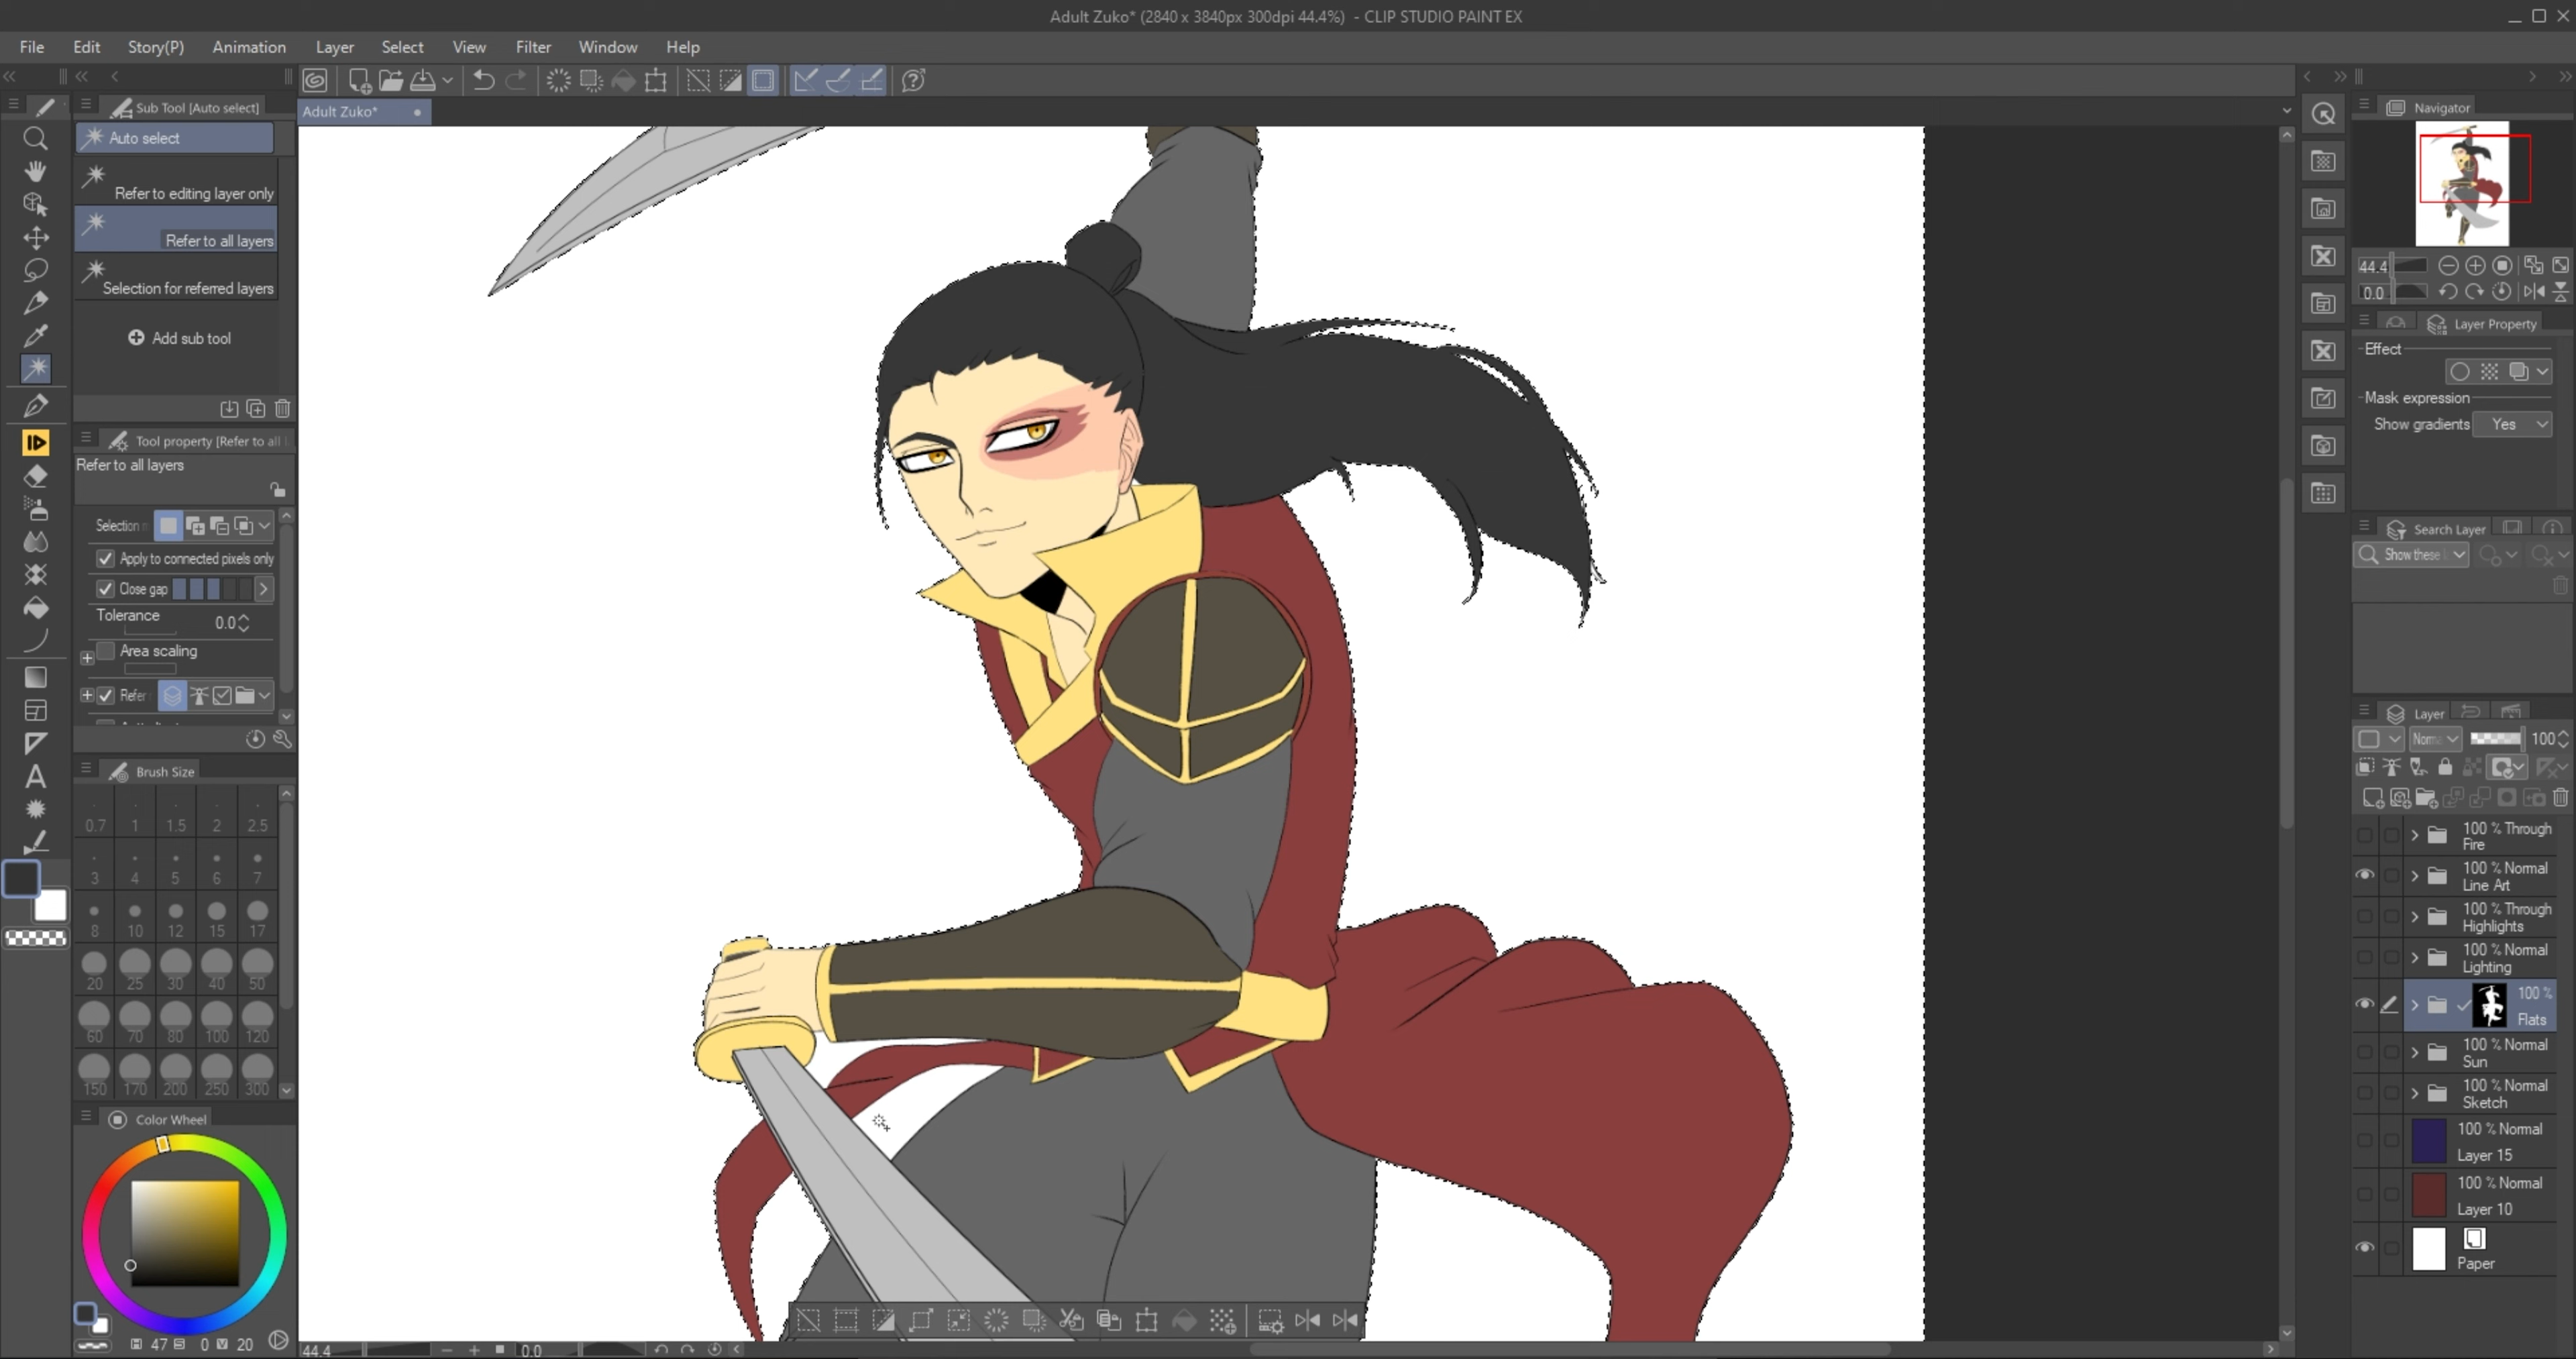 Adult Zuko* (2840 x 3840px 300dpi 44.4%) - CLIP STUDIO PAINT EX
File Edit Story(P) Animation Layer Select View Filter Window Help
Sub Tool [Auto select]
Auto select
Refer to editing layer only
Refer to all layers
Selection for referred layers
Add sub tool
Tool property [Refer to all l
Refer to all layers
Selection
Apply to connected pixels only
Close gap
Tolerance 0.0
Area scaling
Refer
Brush Size
0.7 1 1.5 2 2.5
3 4 5 6 7
8 10 12 15 17
20 25 30 40 50
60 70 80 100 120
150 170 200 250 300
Color Wheel
H 47 S 0 V 20
Adult Zuko*
44.4 0.0
Navigator
44.4
0.0
Layer Property
Effect
Mask expression
Show gradients Yes
Search Layer
Show these
Layer
Norma 100
100 % Through
Fire
100 % Normal
Line Art
100 % Through
Highlights
100 % Normal
Lighting
100 %
Flats
100 % Normal
Sun
100 % Normal
Sketch
100 % Normal
Layer 15
100 % Normal
Layer 10
Paper